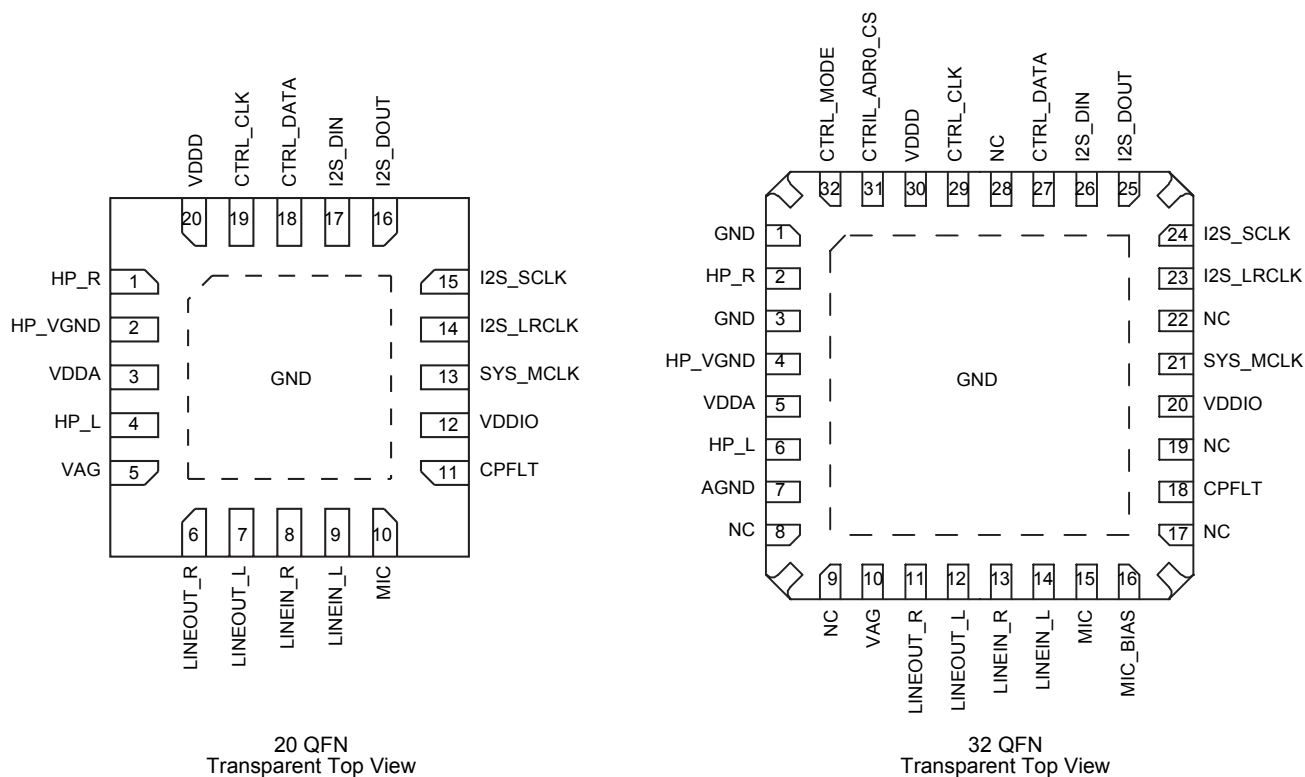 VDDD
CTRL_CLK
CTRL_DATA
I2S_DIN
I2S_DOUT
20
19
18
17
16
HP_R
1
HP_VGND
2
VDDA
3
HP_L
4
VAG
5
GND
15
I2S_SCLK
14
I2S_LRCLK
13
SYS_MCLK
12
VDDIO
11
CPFLT
6
7
8
9
10
LINEOUT_R
LINEOUT_L
LINEIN_R
LINEIN_L
MIC
20 QFN
Transparent Top View
CTRL_MODE
CTRIL_ADR0_CS
VDDD
CTRL_CLK
NC
CTRL_DATA
I2S_DIN
I2S_DOUT
32
31
30
29
28
27
26
25
GND
1
HP_R
2
GND
3
HP_VGND
4
VDDA
5
HP_L
6
AGND
7
NC
8
GND
24
I2S_SCLK
23
I2S_LRCLK
22
NC
21
SYS_MCLK
20
VDDIO
19
NC
18
CPFLT
17
NC
9
10
11
12
13
14
15
16
NC
VAG
LINEOUT_R
LINEOUT_L
LINEIN_R
LINEIN_L
MIC
MIC_BIAS
32 QFN
Transparent Top View